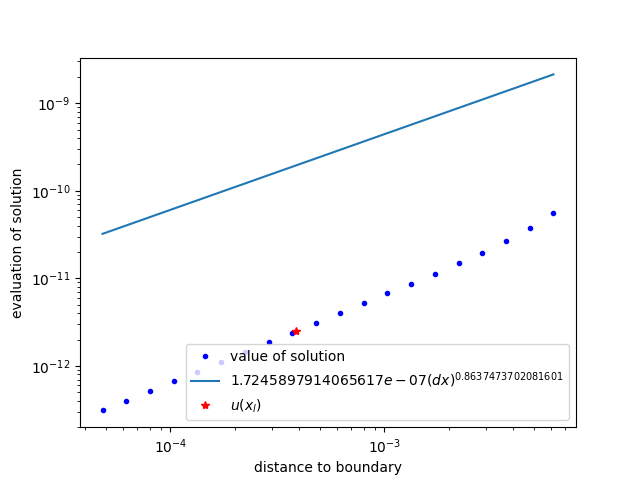 10⁻⁹
10⁻¹⁰
10⁻¹¹
10⁻¹²
evaluation of solution
value of solution
1.7245897914065617e − 07(dx)^0.8637473702081601
u(x_I)
10⁻⁴
10⁻³
distance to boundary